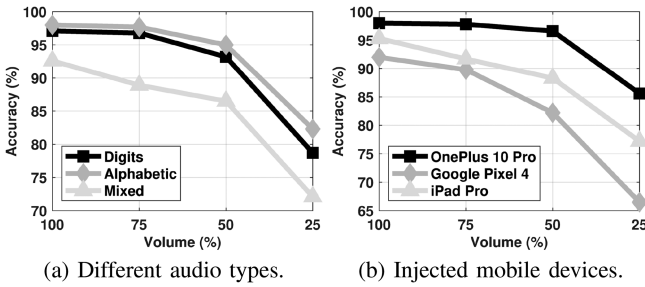 Accuracy (%)
100
95
90
85
80
75
70
Digits
Alphabetic
Mixed
100 75 50 25
Volume (%)
(a) Different audio types.
Accuracy (%)
100
95
90
85
80
75
70
65
OnePlus 10 Pro
Google Pixel 4
iPad Pro
100 75 50 25
Volume (%)
(b) Injected mobile devices.